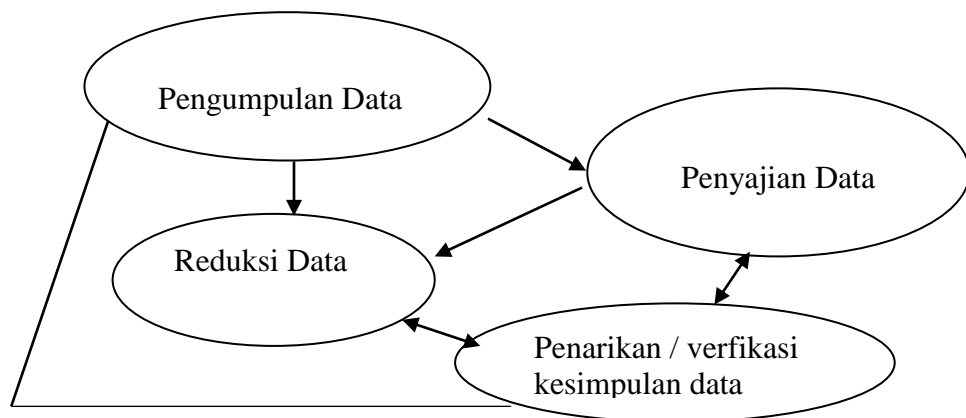 Pengumpulan Data
Penyajian Data
Reduksi Data
Penarikan / verfikasi
kesimpulan data